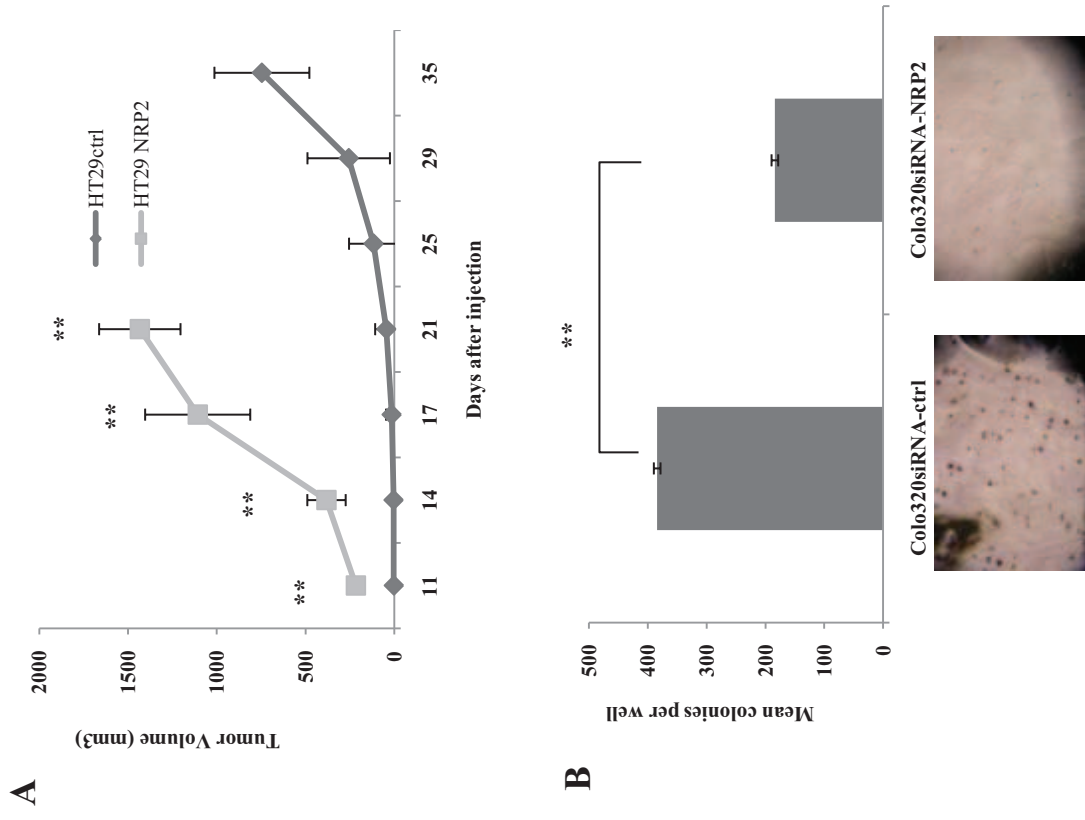 A
Tumor Volume (mm3)
2000
1500
1000
500
0
HT29ctrl
HT29 NRP2
**
**
**
**
11 14 17 21 25 29 35
Days after injection
B
Mean colonies per well
500
400
300
200
100
0
**
Colo320siRNA-ctrl Colo320siRNA-NRP2